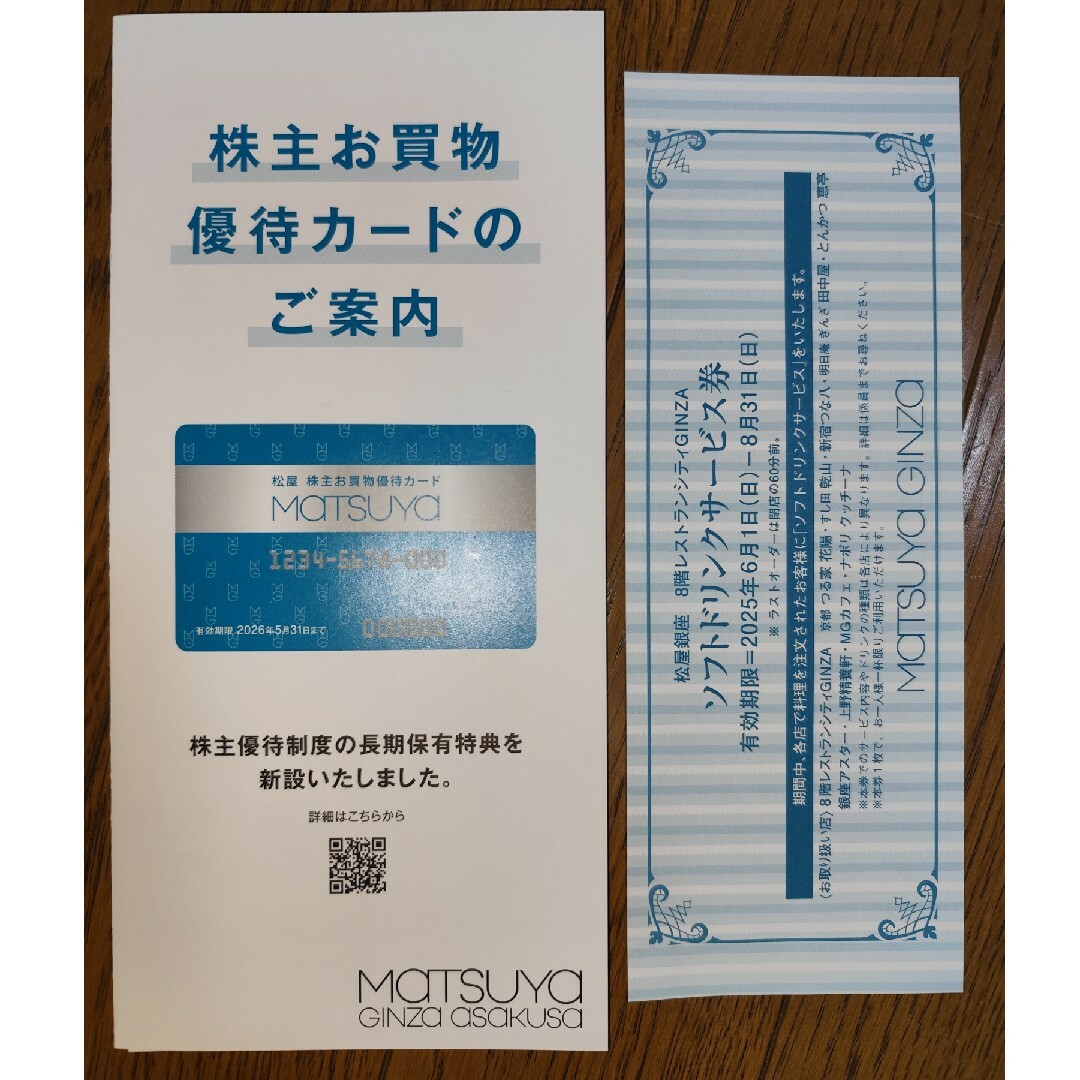 株主お買物
優待カードの
ご案内
松屋 株主お買物優待カード
MATSUYA
1234-5678-000
有効期限 2026年5月31日まで
000000
株主優待制度の長期保有特典を
新設いたしました。
詳細はこちらから
MATSUYA
GINZA asakusa
松屋銀座 8階レストランシティGINZA
ソフトドリンクサービス券
有効期限=2025年6月1日(日)-8月31日(日)
※ ラストオーダーは閉店の60分前。
期間中、各店で料理を注文されたお客様に「ソフトドリンクサービス」をいたします。
〈お取り扱い店〉8階レストランシティGINZA 京都 つる家 花陽・すし田 乾山・新宿つな八・明日庵 ぎんざ 田中屋・とんかつ 恵亭
銀座アスター・上野精養軒・MGカフェ・ナポリ クッチーナ
※本券でのサービス内容やドリンクの種類は各店により異なります。詳細は係員までお尋ねください。
※本券1枚で、お一人様一杯限りご利用いただけます。
MATSUYA GINZA